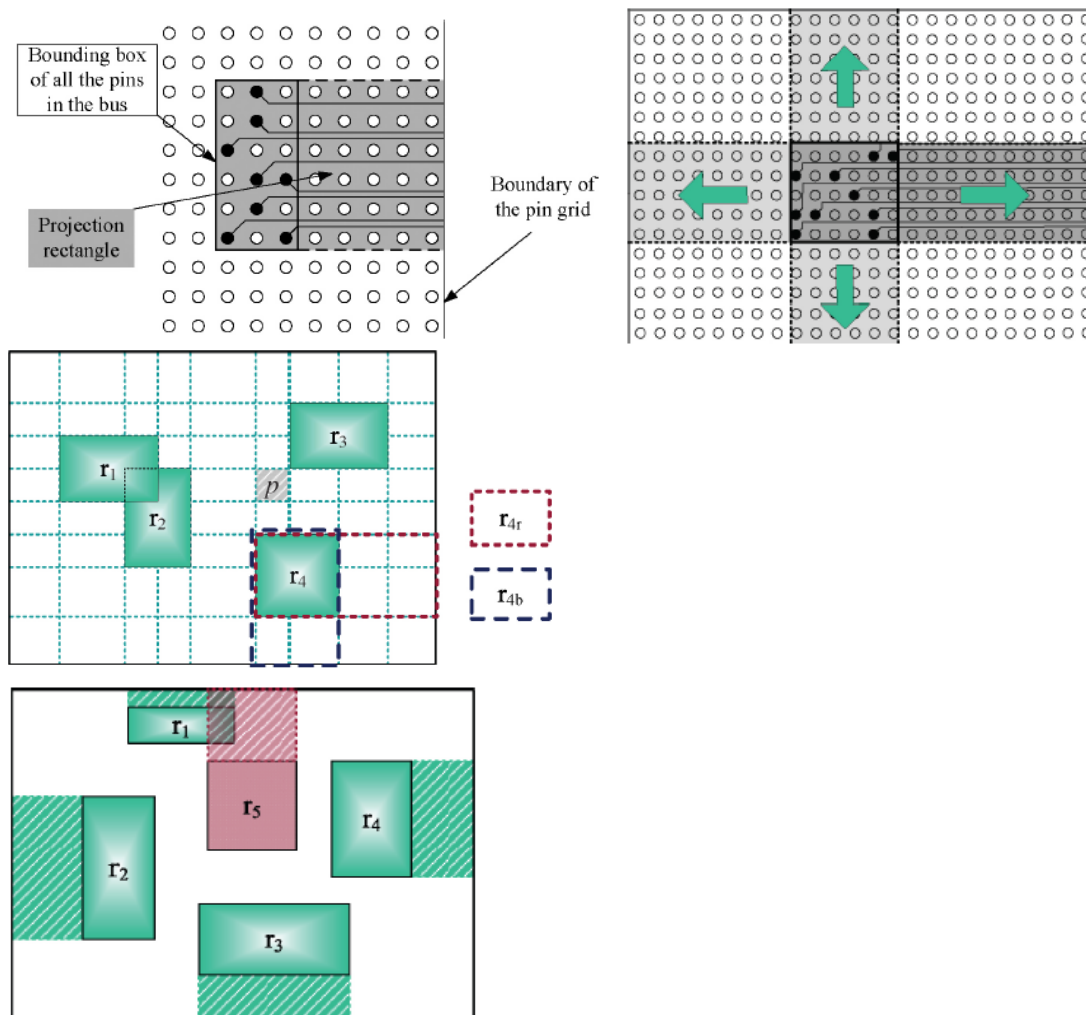 Bounding box
of all the pins
in the bus
Projection
rectangle
Boundary of
the pin grid
r₁
r₂
r₃
p
r₄
r₄ᵣ
r₄b
r₁
r₂
r₅
r₄
r₃